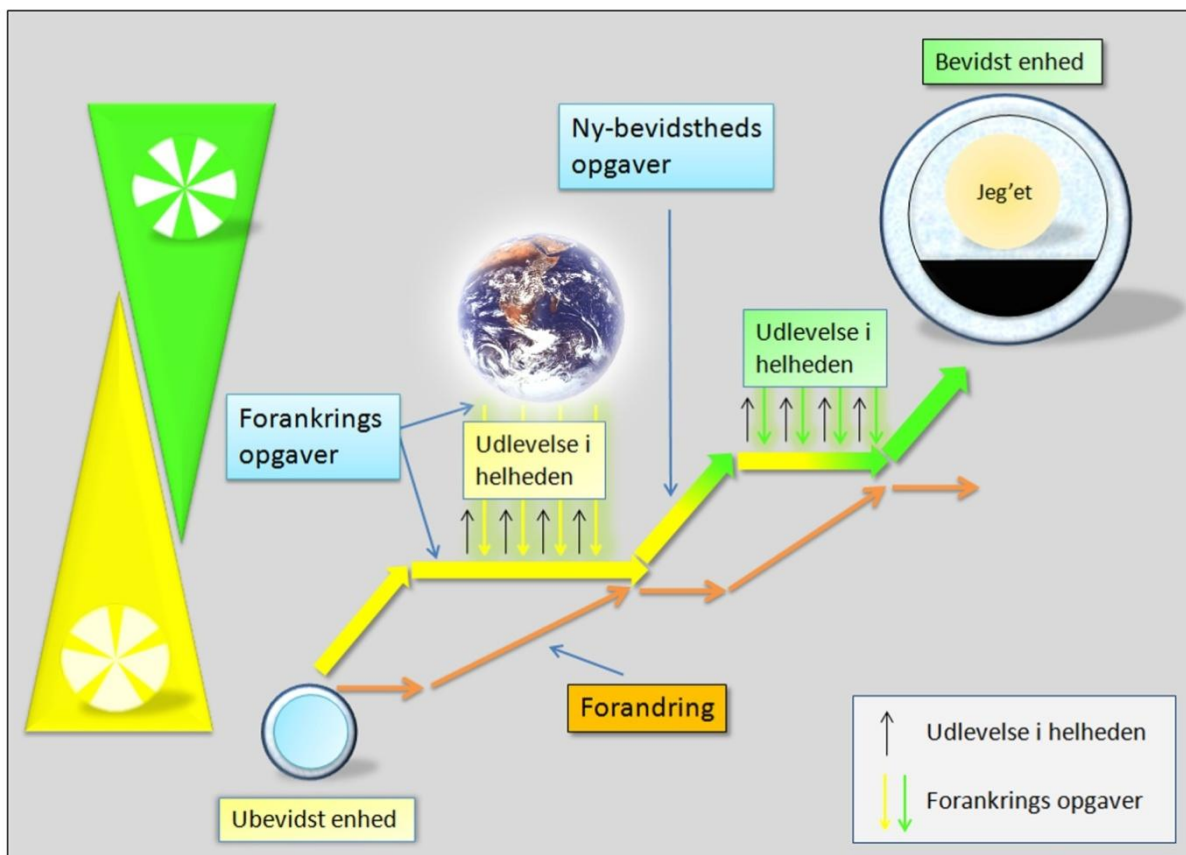 Bevidst enhed
Ny-bevidstheds
opgaver
Jeg'et
Udlevelse i
helheden
Forankrings
opgaver
Udlevelse i
helheden
Forandring
Ubevidst enhed
Udlevelse i helheden
Forankrings opgaver